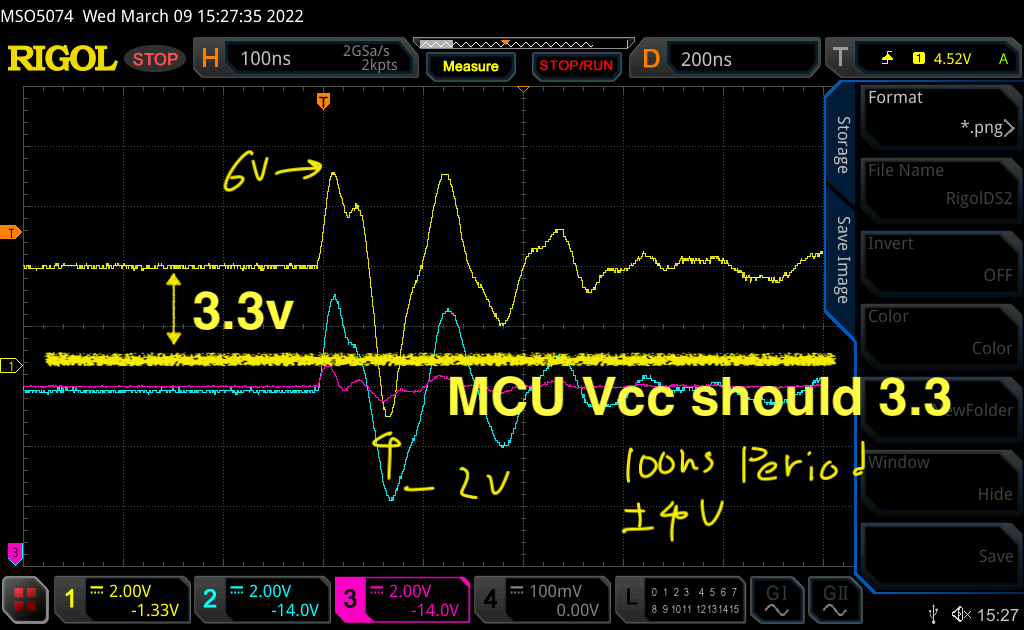 MSO5074 Wed March 09 15:27:35 2022
RIGOL STOP H 100ns 2GSa/s 2kpts Measure STOP/RUN D 200ns T 1 4.52V A
T
Format
*.png
Storage
File Name
RigolDS2
6V
T
Save Image
Invert
OFF
3.3v
Color
Color
1
MCU Vcc should 3.3
ewFolder
100ns Period
Window
-2V
Hide
±4V
3
Save
1 2.00V -1.33V
2 2.00V -14.0V
3 2.00V -14.0V
4 100mV 0.00V
L 0 1 2 3 4 5 6 7
8 9 10 11 12 13 14 15
GI GII
15:27